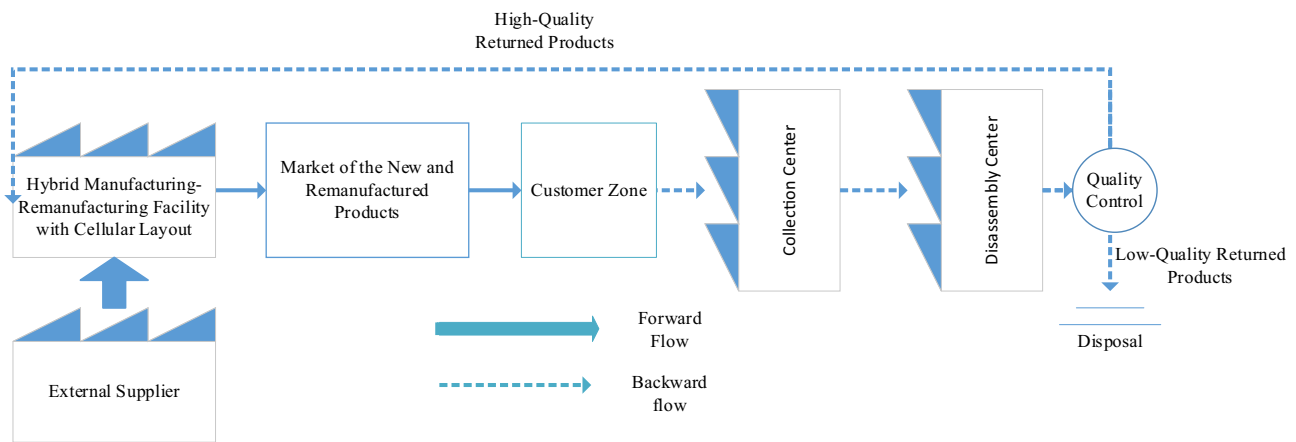 High-Quality
Returned Products
Hybrid Manufacturing-
Remanufacturing Facility
with Cellular Layout
Market of the New and
Remanufactured
Products
Customer Zone
Collection Center
Disassembly Center
Quality
Control
Low-Quality Returned
Products
Disposal
External Supplier
Forward
Flow
Backward
flow